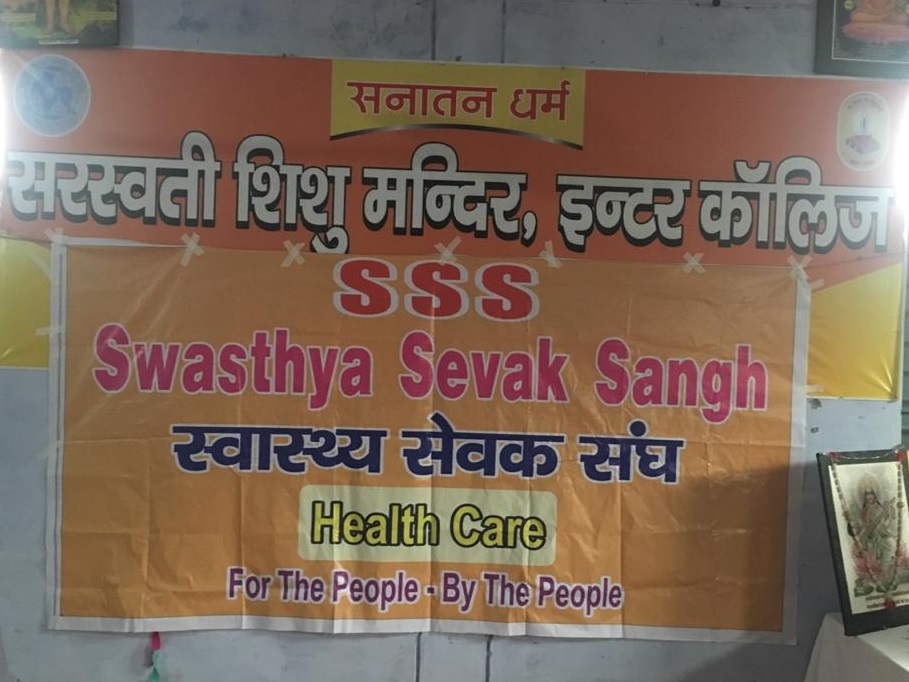 सनातन धर्म
सरस्वती शिशु मन्दिर, इन्टर कॉलिज
SSS
Swasthya Sevak Sangh
स्वास्थ्य सेवक संघ
Health Care
For The People - By The People